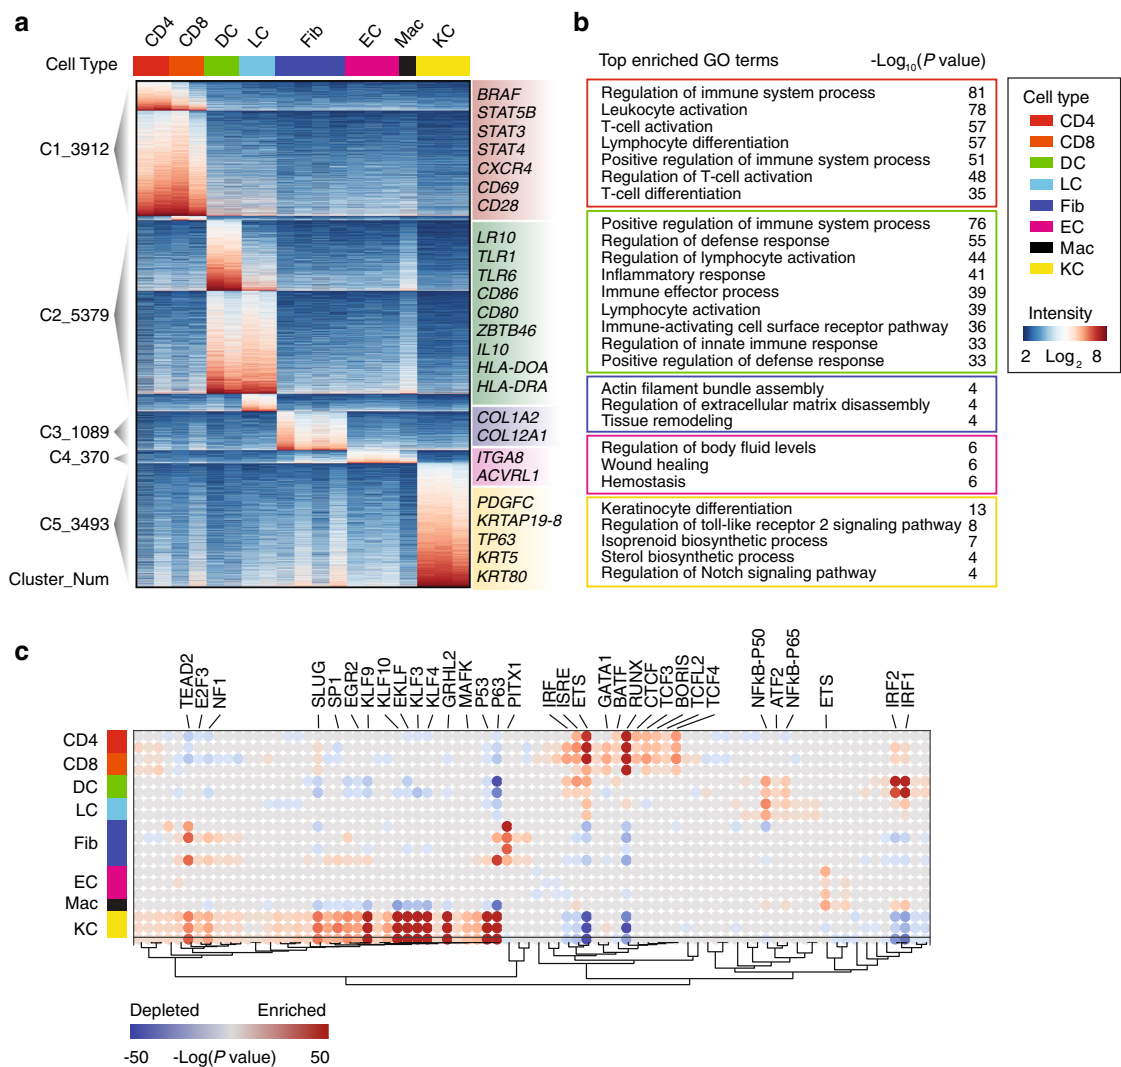 a
CD4 CD8 DC LC Fib EC Mac KC
Cell Type
C1_3912
C2_5379
C3_1089
C4_370
C5_3493
Cluster_Num
BRAF
STAT5B
STAT3
STAT4
CXCR4
CD69
CD28
LR10
TLR1
TLR6
CD86
CD80
ZBTB46
IL10
HLA-DOA
HLA-DRA
COL1A2
COL12A1
ITGA8
ACVRL1
PDGFC
KRTAP19-8
TP63
KRT5
KRT80
b
Top enriched GO terms -Log10(P value)
Regulation of immune system process 81
Leukocyte activation 78
T-cell activation 57
Lymphocyte differentiation 57
Positive regulation of immune system process 51
Regulation of T-cell activation 48
T-cell differentiation 35
Positive regulation of immune system process 76
Regulation of defense response 55
Regulation of lymphocyte activation 44
Inflammatory response 41
Immune effector process 39
Lymphocyte activation 39
Immune-activating cell surface receptor pathway 36
Regulation of innate immune response 33
Positive regulation of defense response 33
Actin filament bundle assembly 4
Regulation of extracellular matrix disassembly 4
Tissue remodeling 4
Regulation of body fluid levels 6
Wound healing 6
Hemostasis 6
Keratinocyte differentiation 13
Regulation of toll-like receptor 2 signaling pathway 8
Isoprenoid biosynthetic process 7
Sterol biosynthetic process 4
Regulation of Notch signaling pathway 4
Cell type
CD4
CD8
DC
LC
Fib
EC
Mac
KC
Intensity
2 Log2 8
c
TEAD2 E2F3 NF1 SLUG SP1 EGR2 KLF9 KLF10 EKLF KLF3 KLF4 GRHL2 MAFK P53 P63 PITX1 IRF ISRE ETS GATA1 BATF RUNX CTCF TCF3 BORIS TCFL2 TCF4 NFkB-P50 ATF2 NFkB-P65 ETS IRF2 IRF1
CD4
CD8
DC
LC
Fib
EC
Mac
KC
Depleted Enriched
-50 -Log(P value) 50